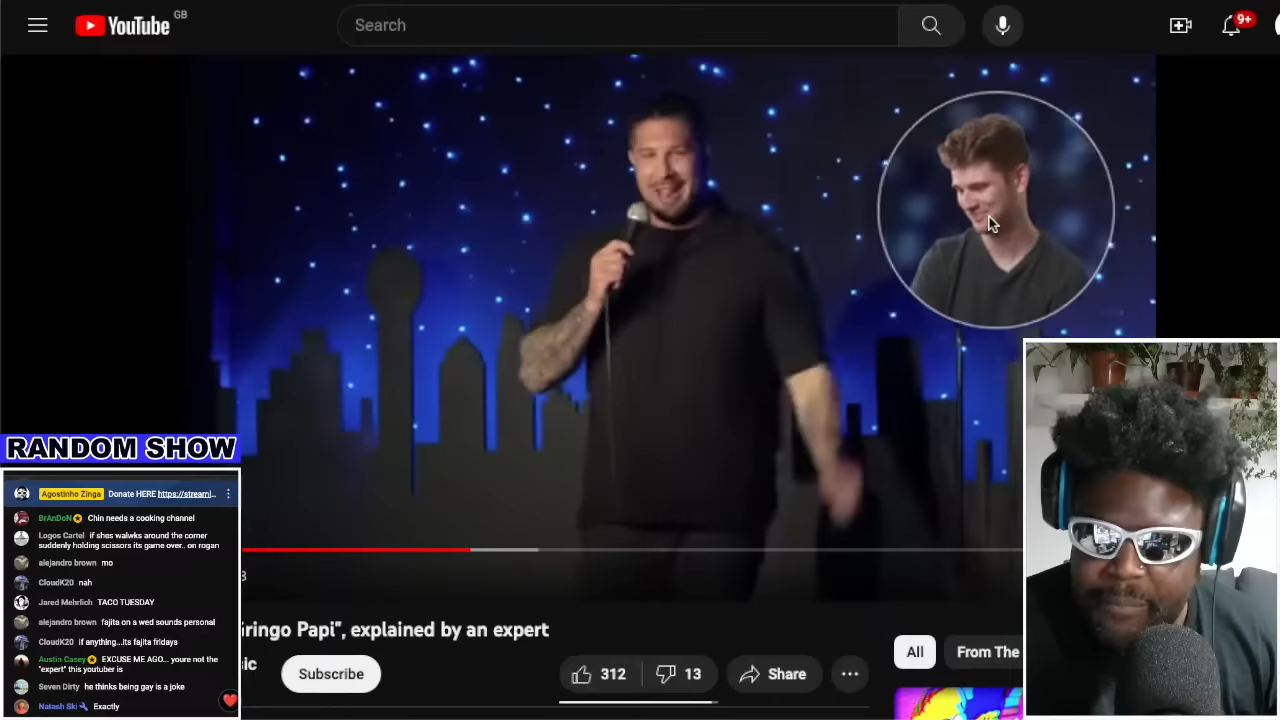 YouTube GB
Search
9+
RANDOM SHOW
Agostinho Zinga Donate HERE https://streaml...
BrAnDoN Chin needs a cooking channel
Logos Cartel if shes walwks around the corner
suddenly holding scissors its game over.. on rogan
alejandro brown mo
CloudK20 nah
Jared Mehrlich TACO TUESDAY
alejandro brown fajita on a wed sounds personal
CloudK20 if anything...its fajita fridays
Austin Casey EXCUSE ME AGO... youre not the
"expert" this youtuber is
Seven Dirty he thinks being gay is a joke
Natash Ski Exactly
Gringo Papi", explained by an expert
sic
Subscribe
312
13
Share
All
From The